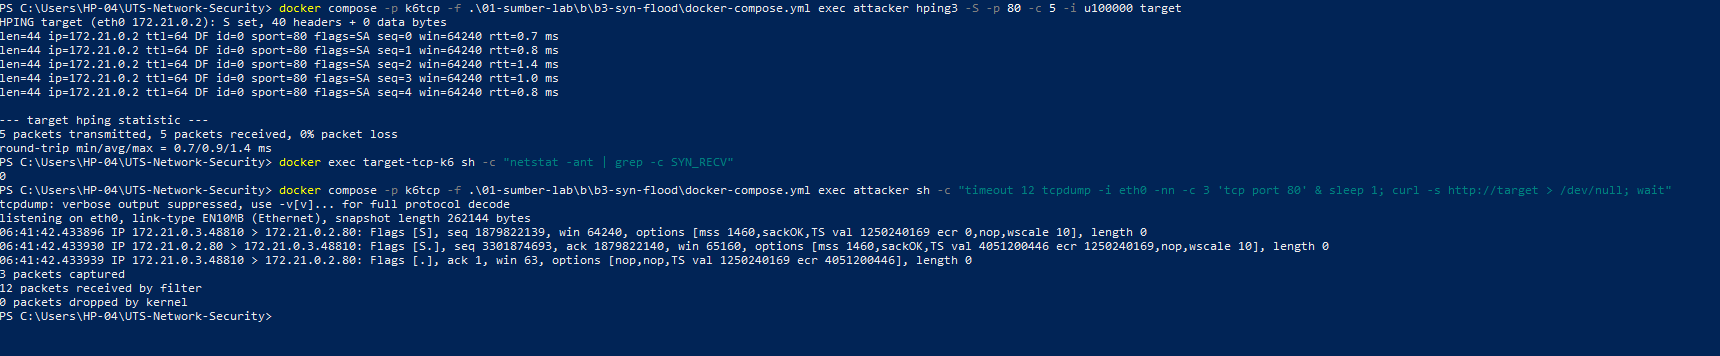 PS C:\Users\HP-04\UTS-Network-Security> docker compose -p k6tcp -f .\01-sumber-lab\b\b3-syn-flood\docker-compose.yml exec attacker hping3 -S -p 80 -c 5 -i u100000 target
HPING target (eth0 172.21.0.2): S set, 40 headers + 0 data bytes
len=44 ip=172.21.0.2 ttl=64 DF id=0 sport=80 flags=SA seq=0 win=64240 rtt=0.7 ms
len=44 ip=172.21.0.2 ttl=64 DF id=0 sport=80 flags=SA seq=1 win=64240 rtt=0.8 ms
len=44 ip=172.21.0.2 ttl=64 DF id=0 sport=80 flags=SA seq=2 win=64240 rtt=1.4 ms
len=44 ip=172.21.0.2 ttl=64 DF id=0 sport=80 flags=SA seq=3 win=64240 rtt=1.0 ms
len=44 ip=172.21.0.2 ttl=64 DF id=0 sport=80 flags=SA seq=4 win=64240 rtt=0.8 ms
--- target hping statistic ---
5 packets transmitted, 5 packets received, 0% packet loss
round-trip min/avg/max = 0.7/0.9/1.4 ms
PS C:\Users\HP-04\UTS-Network-Security> docker exec target-tcp-k6 sh -c "netstat -ant | grep -c SYN_RECV"
0
PS C:\Users\HP-04\UTS-Network-Security> docker compose -p k6tcp -f .\01-sumber-lab\b\b3-syn-flood\docker-compose.yml exec attacker sh -c "timeout 12 tcpdump -i eth0 -nn -c 3 'tcp port 80' & sleep 1; curl -s http://target > /dev/null; wait"
tcpdump: verbose output suppressed, use -v[v]... for full protocol decode
listening on eth0, link-type EN10MB (Ethernet), snapshot length 262144 bytes
06:41:42.433896 IP 172.21.0.3.48810 > 172.21.0.2.80: Flags [S], seq 1879822139, win 64240, options [mss 1460,sackOK,TS val 1250240169 ecr 0,nop,wscale 10], length 0
06:41:42.433930 IP 172.21.0.2.80 > 172.21.0.3.48810: Flags [S.], seq 3301874693, ack 1879822140, win 65160, options [mss 1460,sackOK,TS val 4051200446 ecr 1250240169,nop,wscale 10], length 0
06:41:42.433939 IP 172.21.0.3.48810 > 172.21.0.2.80: Flags [.], ack 1, win 63, options [nop,nop,TS val 1250240169 ecr 4051200446], length 0
3 packets captured
12 packets received by filter
0 packets dropped by kernel
PS C:\Users\HP-04\UTS-Network-Security>